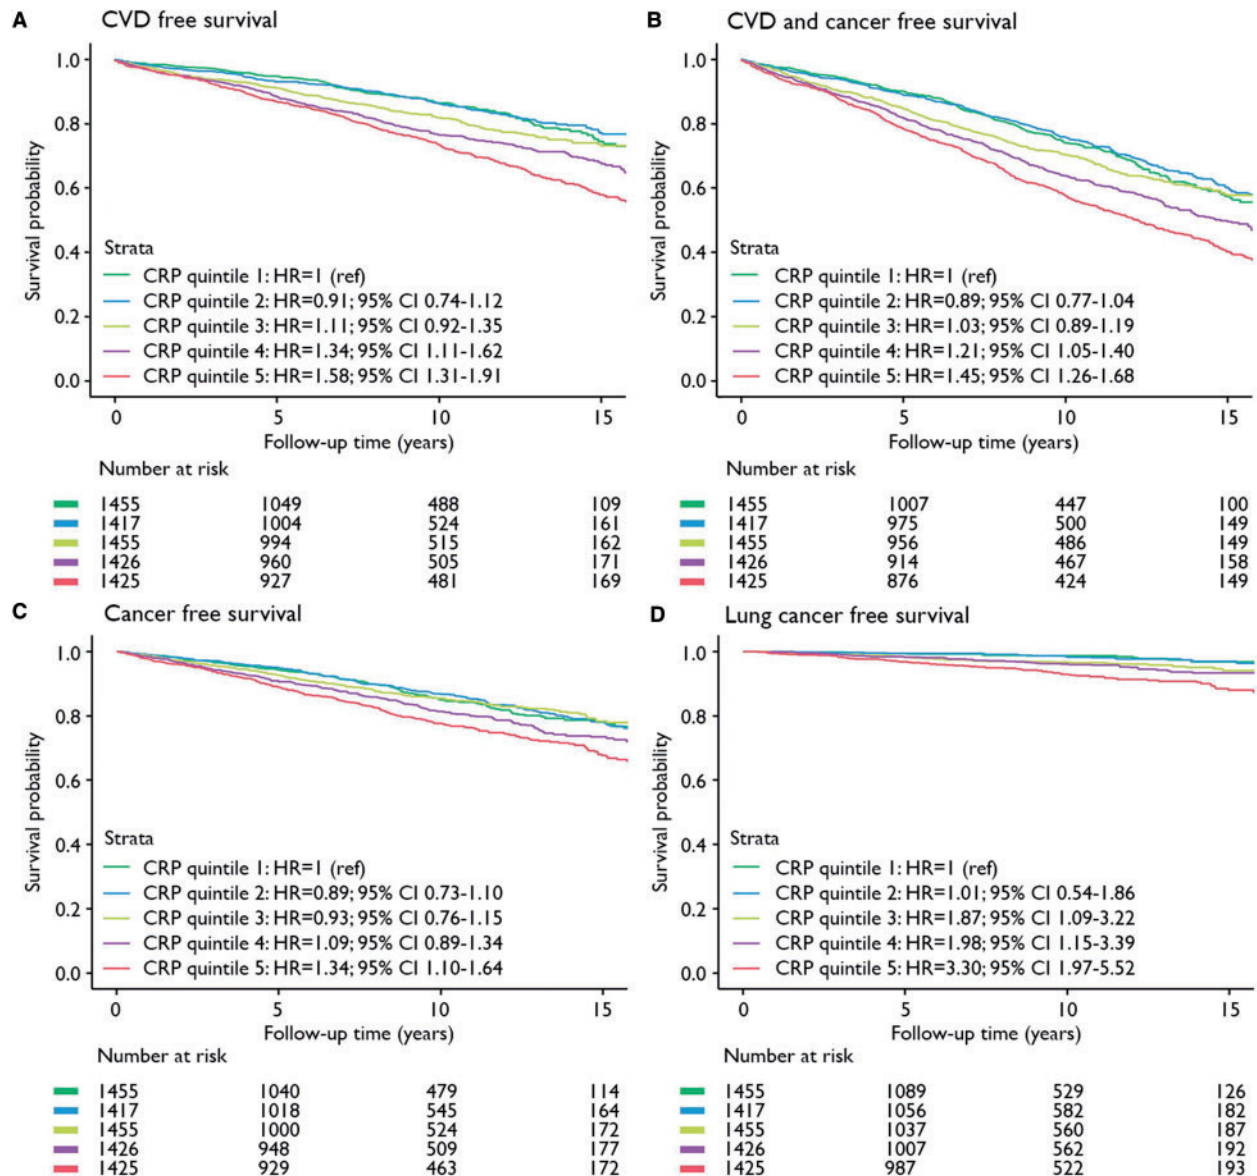 A CVD free survival
1.0
0.8
0.6
0.4
0.2
0.0
Survival probability
Strata
CRP quintile 1: HR=1 (ref)
CRP quintile 2: HR=0.91; 95% CI 0.74-1.12
CRP quintile 3: HR=1.11; 95% CI 0.92-1.35
CRP quintile 4: HR=1.34; 95% CI 1.11-1.62
CRP quintile 5: HR=1.58; 95% CI 1.31-1.91
0 5 10 15
Follow-up time (years)
Number at risk
1455 1049 488 109
1417 1004 524 161
1455 994 515 162
1426 960 505 171
1425 927 481 169
B CVD and cancer free survival
1.0
0.8
0.6
0.4
0.2
0.0
Survival probability
Strata
CRP quintile 1: HR=1 (ref)
CRP quintile 2: HR=0.89; 95% CI 0.77-1.04
CRP quintile 3: HR=1.03; 95% CI 0.89-1.19
CRP quintile 4: HR=1.21; 95% CI 1.05-1.40
CRP quintile 5: HR=1.45; 95% CI 1.26-1.68
0 5 10 15
Follow-up time (years)
Number at risk
1455 1007 447 100
1417 975 500 149
1455 956 486 149
1426 914 467 158
1425 876 424 149
C Cancer free survival
1.0
0.8
0.6
0.4
0.2
0.0
Survival probability
Strata
CRP quintile 1: HR=1 (ref)
CRP quintile 2: HR=0.89; 95% CI 0.73-1.10
CRP quintile 3: HR=0.93; 95% CI 0.76-1.15
CRP quintile 4: HR=1.09; 95% CI 0.89-1.34
CRP quintile 5: HR=1.34; 95% CI 1.10-1.64
0 5 10 15
Follow-up time (years)
Number at risk
1455 1040 479 114
1417 1018 545 164
1455 1000 524 172
1426 948 509 177
1425 929 463 172
D Lung cancer free survival
1.0
0.8
0.6
0.4
0.2
0.0
Survival probability
Strata
CRP quintile 1: HR=1 (ref)
CRP quintile 2: HR=1.01; 95% CI 0.54-1.86
CRP quintile 3: HR=1.87; 95% CI 1.09-3.22
CRP quintile 4: HR=1.98; 95% CI 1.15-3.39
CRP quintile 5: HR=3.30; 95% CI 1.97-5.52
0 5 10 15
Follow-up time (years)
Number at risk
1455 1089 529 126
1417 1056 582 182
1455 1037 560 187
1426 1007 562 192
1425 987 522 193